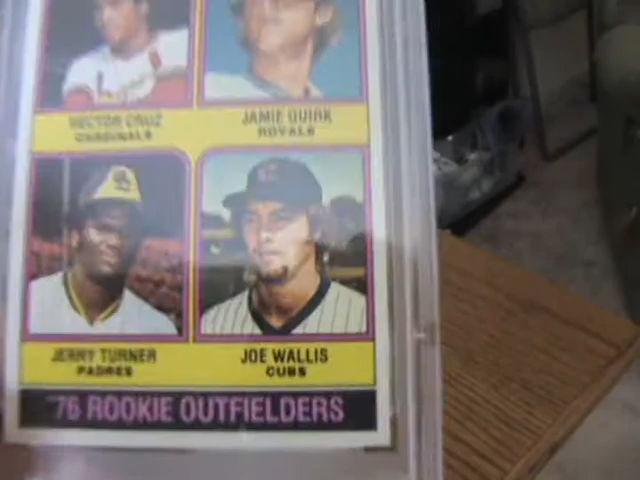 HECTOR CRUZ
CARDINALS
JAMIE QUIRK
ROYALS
JERRY TURNER
PADRES
JOE WALLIS
CUBS
'76 ROOKIE OUTFIELDERS